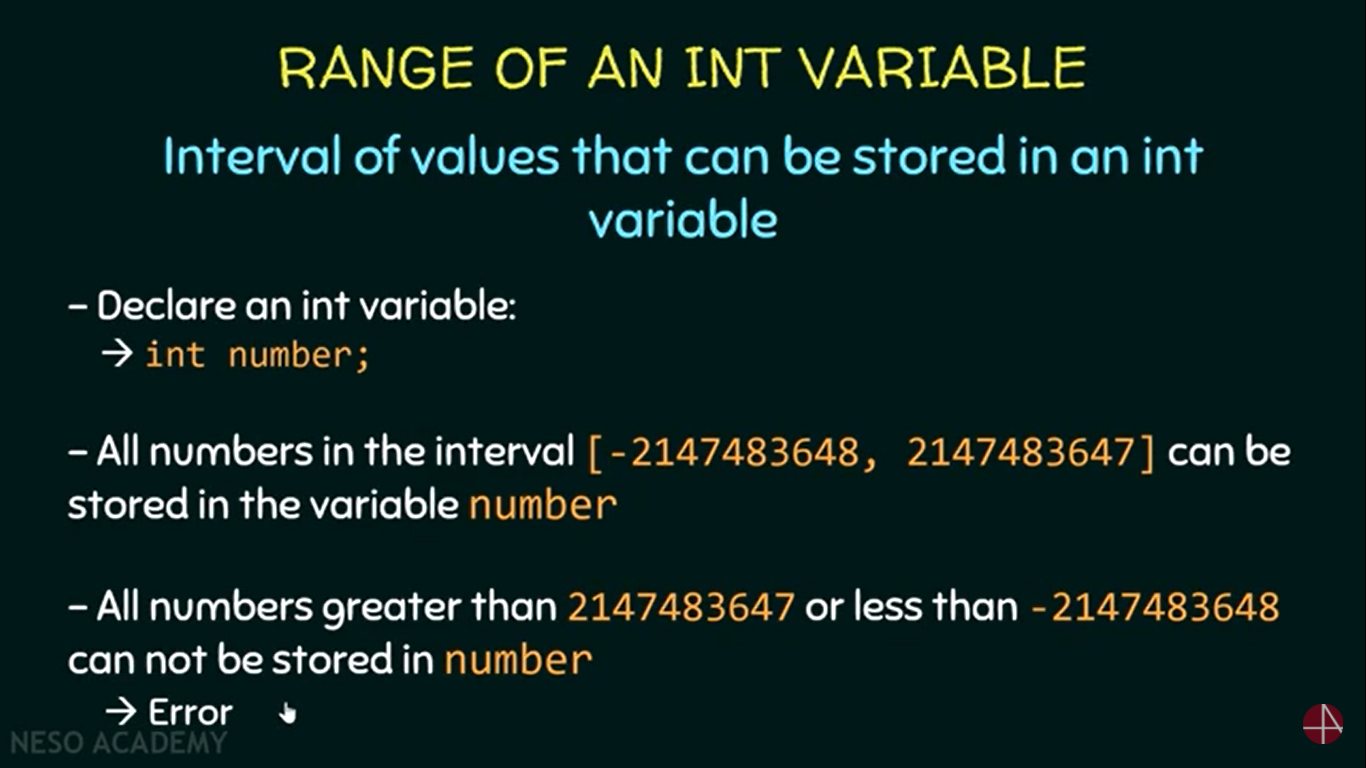 RANGE OF AN INT VARIABLE
Interval of values that can be stored in an int
variable
– Declare an int variable:
→ int number;
– All numbers in the interval [-2147483648, 2147483647] can be
stored in the variable number
– All numbers greater than 2147483647 or less than -2147483648
can not be stored in number
→ Error
NESO ACADEMY